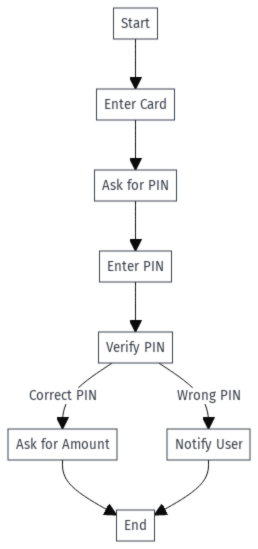 Start
Enter Card
Ask for PIN
Enter PIN
Verify PIN
Correct PIN
Wrong PIN
Ask for Amount
Notify User
End